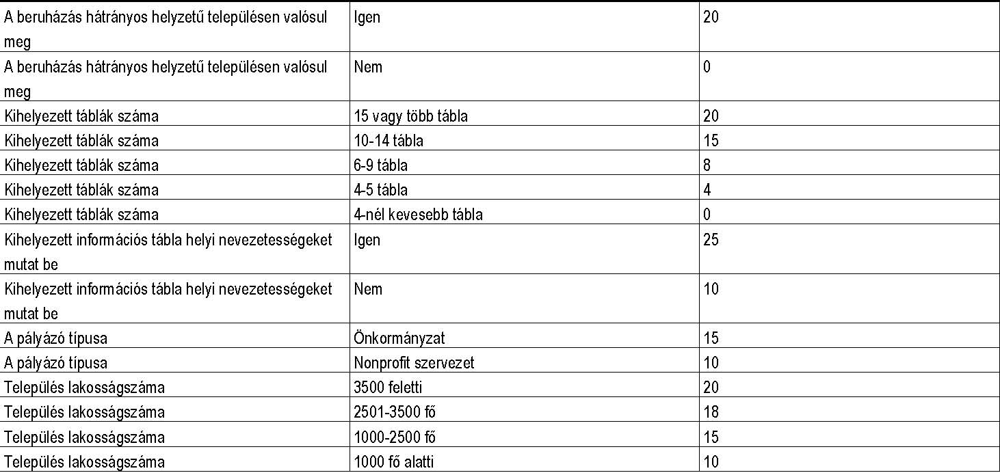 A beruházás hátrányos helyzetű településen valósul Igen 20
meg
A beruházás hátrányos helyzetű településen valósul Nem 0
meg
Kihelyezett táblák száma 15 vagy több tábla 20
Kihelyezett táblák száma 10-14 tábla 15
Kihelyezett táblák száma 6-9 tábla 8
Kihelyezett táblák száma 4-5 tábla 4
Kihelyezett táblák száma 4-nél kevesebb tábla 0
Kihelyezett információs tábla helyi nevezetességeket Igen 25
mutat be
Kihelyezett információs tábla helyi nevezetességeket Nem 10
mutat be
A pályázó típusa Önkormányzat 15
A pályázó típusa Nonprofit szervezet 10
Település lakosságszáma 3500 feletti 20
Település lakosságszáma 2501-3500 fő 18
Település lakosságszáma 1000-2500 fő 15
Település lakosságszáma 1000 fő alatti 10